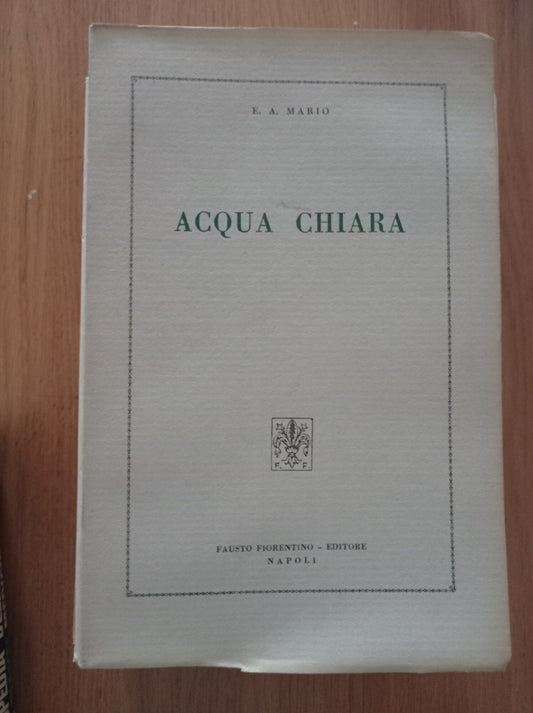 E. A. MARIO
ACQUA CHIARA
F. F
FAUSTO FIORENTINO - EDITORE
NAPOLI